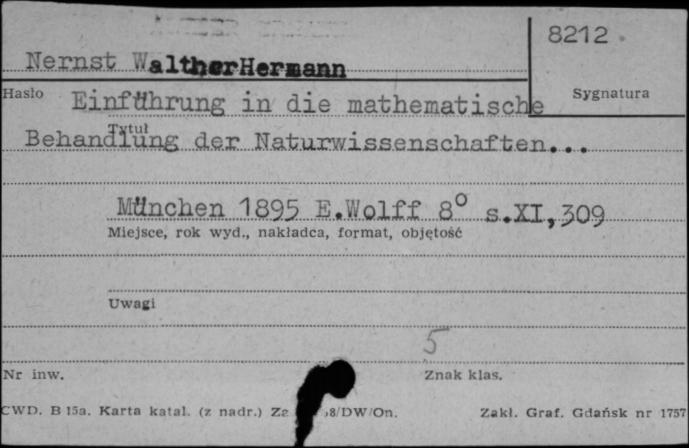 8212
Nernst WaltherHermann
Hasło Einführung in die mathematische Sygnatura
Tytuł
Behandlung der Naturwissenschaften...
München 1895 E.Wolff 8° s.XI,309
Miejsce, rok wyd., nakładca, format, objętość
Uwagi
5
Nr inw. Znak klas.
CWD. B 15a. Karta katal. (z nadr.) 8/DW/On. Zakł. Graf. Gdańsk nr 1757